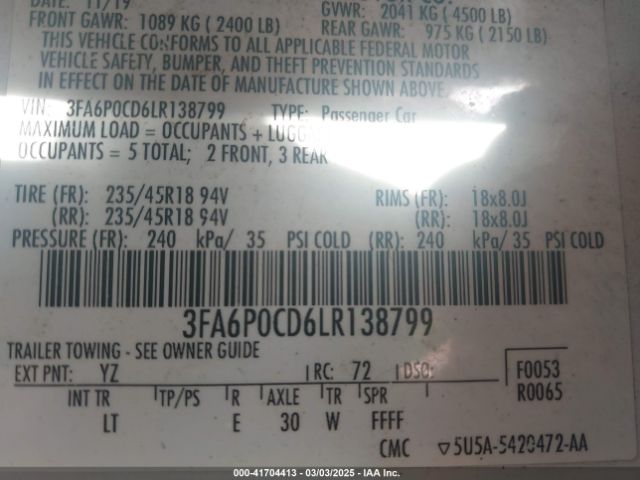 DATE: 11/19
GVWR: 2041 KG (4500 LB)
FRONT GAWR: 1089 KG (2400 LB)
REAR GAWR: 975 KG (2150 LB)
THIS VEHICLE CONFORMS TO ALL APPLICABLE FEDERAL MOTOR
VEHICLE SAFETY, BUMPER, AND THEFT PREVENTION STANDARDS
IN EFFECT ON THE DATE OF MANUFACTURE SHOWN ABOVE.
VIN: 3FA6P0CD6LR138799 TYPE: Passenger Car
MAXIMUM LOAD = OCCUPANTS +
OCCUPANTS = 5 TOTAL; 2 FRONT, 3 REAR
TIRE (FR): 235/45R18 94V RIMS (FR): 18x8.0J
(RR): 235/45R18 94V (RR): 18x8.0J
PRESSURE (FR): 240 kPa/ 35 PSI COLD (RR): 240 kPa/ 35 PSI COLD
3FA6P0CD6LR138799
TRAILER TOWING - SEE OWNER GUIDE
EXT PNT: YZ RC: 72 DSO: F0053
R0065
INT TR TP/PS R AXLE TR SPR
LT E 30 W FFFF
CMC ▽5U5A-5420472-AA
000-41704413 - 03/03/2025 - IAA Inc.